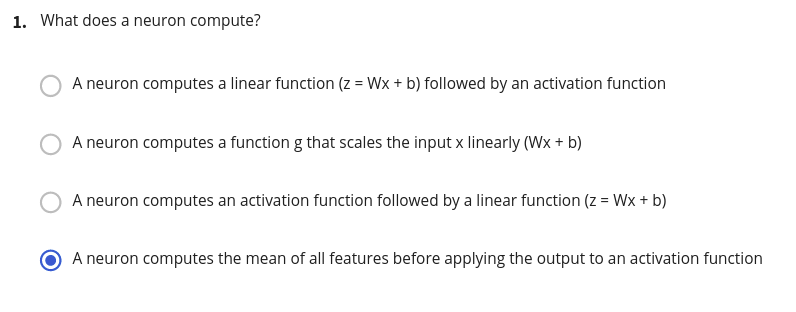 1. What does a neuron compute?
A neuron computes a linear function (z = Wx + b) followed by an activation function
A neuron computes a function g that scales the input x linearly (Wx + b)
A neuron computes an activation function followed by a linear function (z = Wx + b)
A neuron computes the mean of all features before applying the output to an activation function